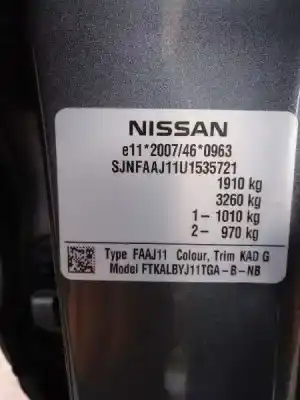 NISSAN
e11*2007/46*0963
SJNFAAJ11U1535721
1910 kg
3260 kg
1- 1010 kg
2- 970 kg
Type FAAJ11 Colour, Trim KAD G
Model FTKALBYJ11TGA-B-NB